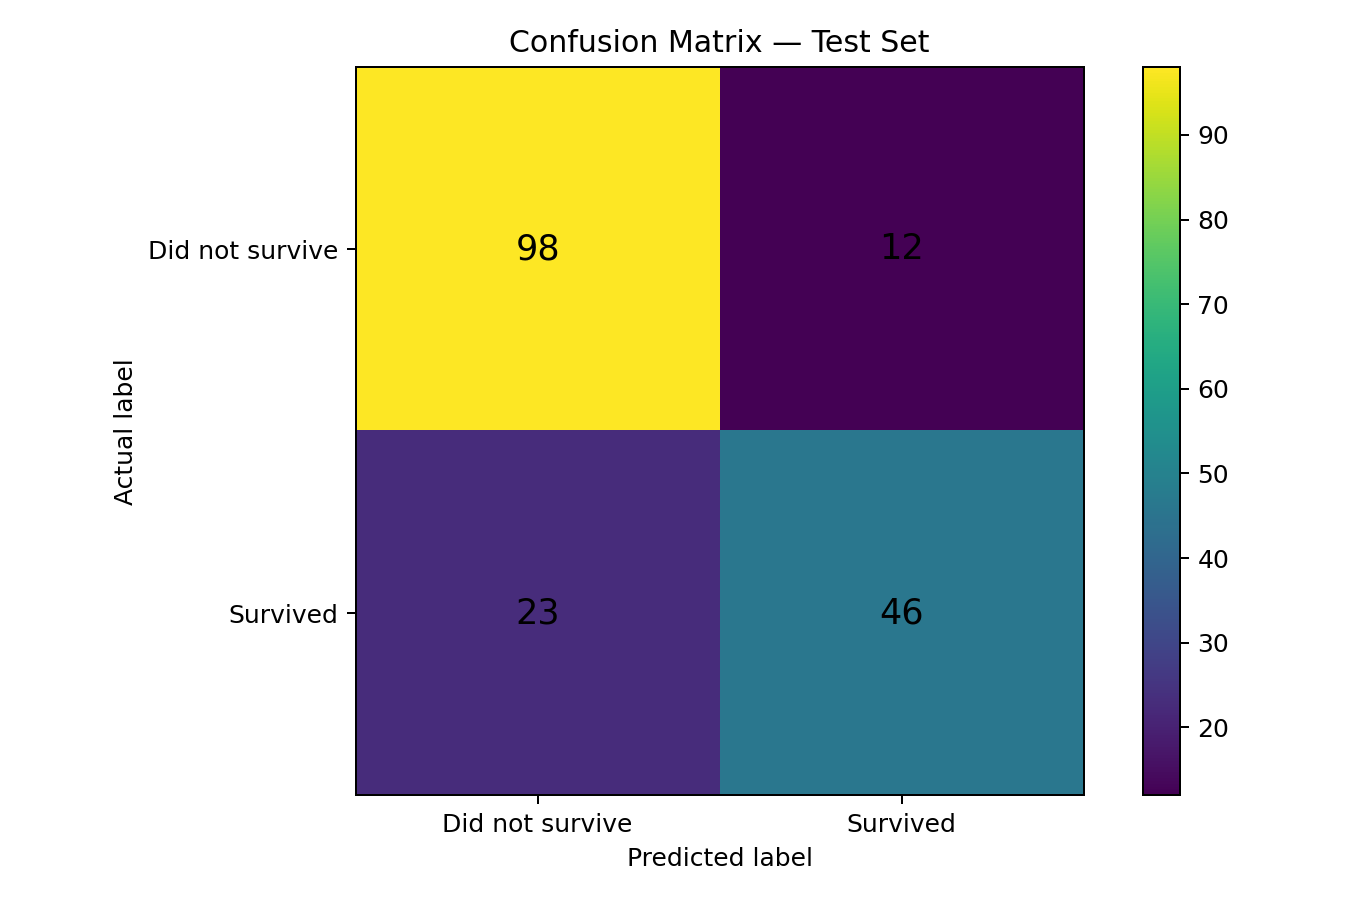 Confusion Matrix — Test Set
Did not survive
98
12
Actual label
Survived
23
46
Did not survive
Survived
Predicted label
90
80
70
60
50
40
30
20